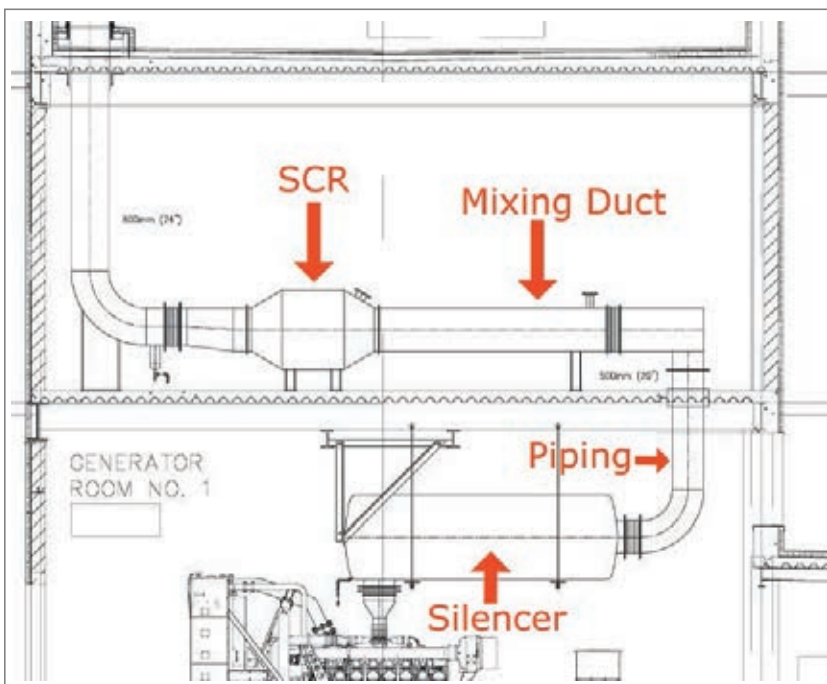 SCR
Mixing Duct
600mm (24")
500mm (20")
Piping
GENERATOR
ROOM NO. 1
Silencer